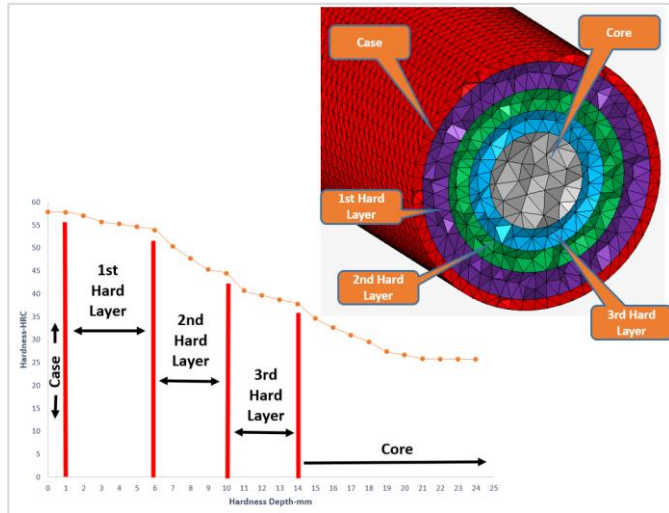 Case
Core
1st Hard
Layer
2nd Hard
Layer
3rd Hard
Layer
60
55
50
45
40
35
30
25
20
15
10
5
0
Hardness-HRC
Case
1st
Hard
Layer
2nd
Hard
Layer
3rd
Hard
Layer
Core
0 1 2 3 4 5 6 7 8 9 10 11 12 13 14 15 16 17 18 19 20 21 22 23 24 25
Hardness Depth-mm